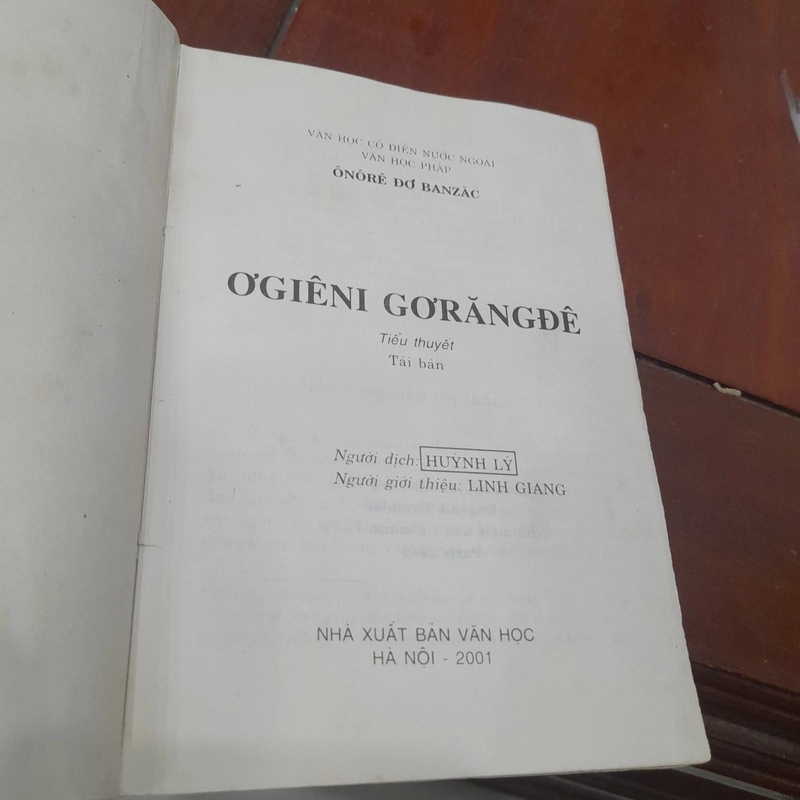 VĂN HỌC CỔ ĐIỂN NƯỚC NGOÀI
VĂN HỌC PHÁP
ÔNÔRÊ ĐƠ BANZĂC
ƠGIÊNI GƠRĂNGĐÊ
Tiểu thuyết
Tái bản
Người dịch: HUỲNH LÝ
Người giới thiệu: LINH GIANG
NHÀ XUẤT BẢN VĂN HỌC
HÀ NỘI - 2001